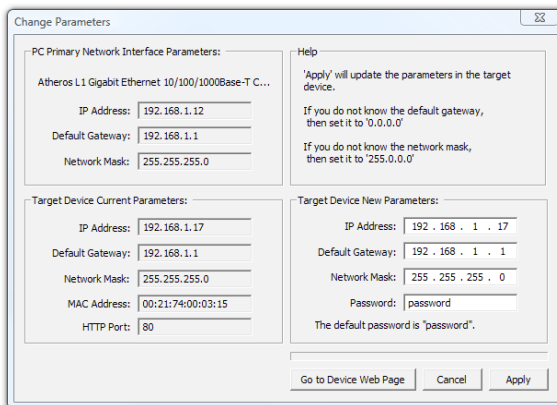 Change Parameters
PC Primary Network Interface Parameters:
Atheros L1 Gigabit Ethernet 10/100/1000Base-T C...
IP Address: 192.168.1.12
Default Gateway: 192.168.1.1
Network Mask: 255.255.255.0
Help
'Apply' will update the parameters in the target
device.
If you do not know the default gateway,
then set it to '0.0.0.0'
If you do not know the network mask,
then set it to '255.0.0.0'
Target Device Current Parameters:
IP Address: 192.168.1.17
Default Gateway: 192.168.1.1
Network Mask: 255.255.255.0
MAC Address: 00:21:74:00:03:15
HTTP Port: 80
Target Device New Parameters:
IP Address: 192 . 168 . 1 . 17
Default Gateway: 192 . 168 . 1 . 1
Network Mask: 255 . 255 . 255 . 0
Password: password
The default password is "password".
Go to Device Web Page
Cancel
Apply